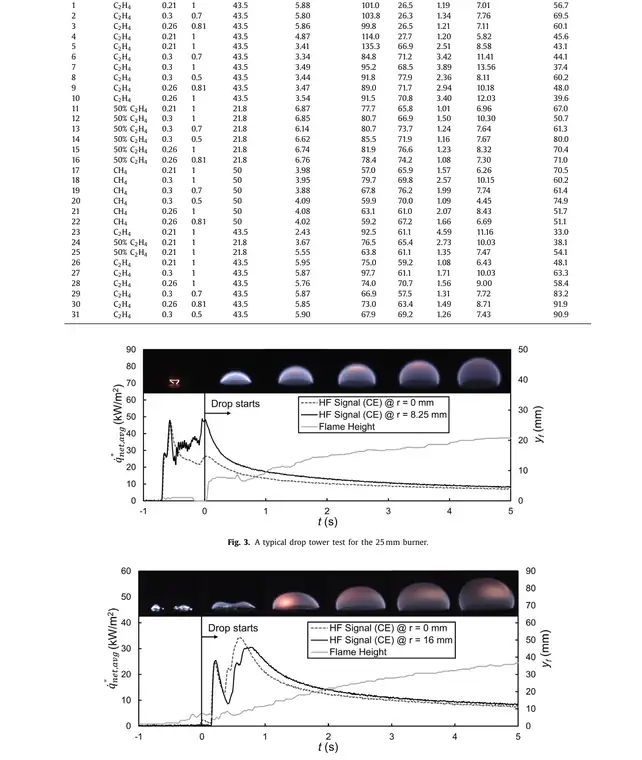 1 C₂H₄ 0.21 1 43.5 5.88 101.0 26.5 1.19 7.01 56.7
2 C₂H₄ 0.3 0.7 43.5 5.80 103.8 26.3 1.34 7.76 69.5
3 C₂H₄ 0.26 0.81 43.5 5.86 99.8 26.5 1.21 7.11 60.1
4 C₂H₄ 0.21 1 43.5 4.87 114.0 27.7 1.20 5.82 45.6
5 C₂H₄ 0.21 1 43.5 3.41 135.3 66.9 2.51 8.58 43.1
6 C₂H₄ 0.3 0.7 43.5 3.34 84.8 71.2 3.42 11.41 44.1
7 C₂H₄ 0.3 1 43.5 3.49 95.2 68.5 3.89 13.56 37.4
8 C₂H₄ 0.3 0.5 43.5 3.44 91.8 77.9 2.36 8.11 60.2
9 C₂H₄ 0.26 0.81 43.5 3.47 89.0 71.7 2.94 10.18 48.0
10 C₂H₄ 0.26 1 43.5 3.54 91.5 70.8 3.40 12.03 39.6
11 50% C₂H₄ 0.21 1 21.8 6.87 77.7 65.8 1.01 6.96 67.0
12 50% C₂H₄ 0.3 1 21.8 6.85 80.7 66.9 1.50 10.30 50.7
13 50% C₂H₄ 0.3 0.7 21.8 6.14 80.7 73.7 1.24 7.64 61.3
14 50% C₂H₄ 0.3 0.5 21.8 6.62 85.5 71.9 1.16 7.67 80.0
15 50% C₂H₄ 0.26 1 21.8 6.74 81.9 76.6 1.23 8.32 70.4
16 50% C₂H₄ 0.26 0.81 21.8 6.76 78.4 74.2 1.08 7.30 71.0
17 CH₄ 0.21 1 50 3.98 57.0 65.9 1.57 6.26 70.5
18 CH₄ 0.3 1 50 3.95 79.7 69.8 2.57 10.15 60.2
19 CH₄ 0.3 0.7 50 3.88 67.8 76.2 1.99 7.74 61.4
20 CH₄ 0.3 0.5 50 4.09 59.9 70.0 1.09 4.45 74.9
21 CH₄ 0.26 1 50 4.08 63.1 61.0 2.07 8.43 51.7
22 CH₄ 0.26 0.81 50 4.02 59.2 67.2 1.66 6.69 51.1
23 C₂H₄ 0.21 1 43.5 2.43 92.5 61.1 4.59 11.16 33.0
24 50% C₂H₄ 0.21 1 21.8 3.67 76.5 65.4 2.73 10.03 38.1
25 50% C₂H₄ 0.21 1 21.8 5.55 63.8 61.1 1.35 7.47 54.1
26 C₂H₄ 0.21 1 43.5 5.95 75.0 59.2 1.08 6.43 48.1
27 C₂H₄ 0.3 1 43.5 5.87 97.7 61.1 1.71 10.03 63.3
28 C₂H₄ 0.26 1 43.5 5.76 74.0 70.7 1.56 9.00 58.4
29 C₂H₄ 0.3 0.7 43.5 5.87 66.9 57.5 1.31 7.72 83.2
30 C₂H₄ 0.26 0.81 43.5 5.85 73.0 63.4 1.49 8.71 91.9
31 C₂H₄ 0.3 0.5 43.5 5.90 67.9 69.2 1.26 7.43 90.9
90 50
80
70 40
60
50 30
40
30 20
20
10 10
0 0
q̇"net,avg (kW/m²)
yf (mm)
Drop starts
HF Signal (CE) @ r = 0 mm
HF Signal (CE) @ r = 8.25 mm
Flame Height
-1 0 1 2 3 4 5
t (s)
Fig. 3. A typical drop tower test for the 25 mm burner.
60 90
80
50 70
40 60
50
30 40
20 30
20
10 10
0 0
q̇"net,avg (kW/m²)
yf (mm)
Drop starts
HF Signal (CE) @ r = 0 mm
HF Signal (CE) @ r = 16 mm
Flame Height
-1 0 1 2 3 4 5
t (s)